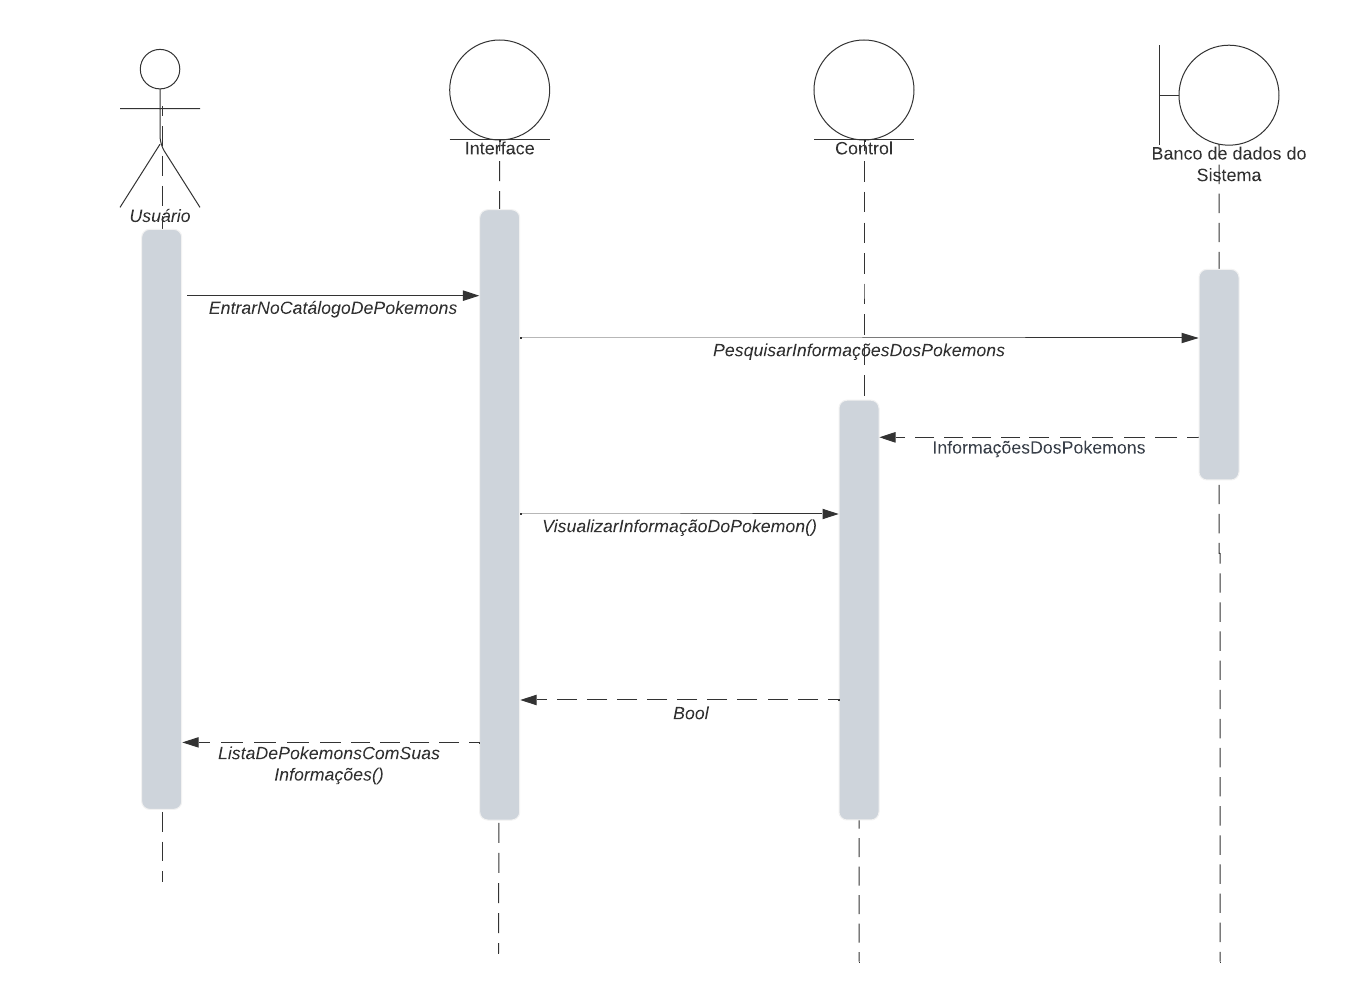 Usuário
Interface
Control
Banco de dados do
Sistema
EntrarNoCatálogoDePokemons
PesquisarInformaçõesDosPokemons
InformaçõesDosPokemons
VisualizarInformaçãoDoPokemon()
Bool
ListaDePokemonsComSuas
Informações()